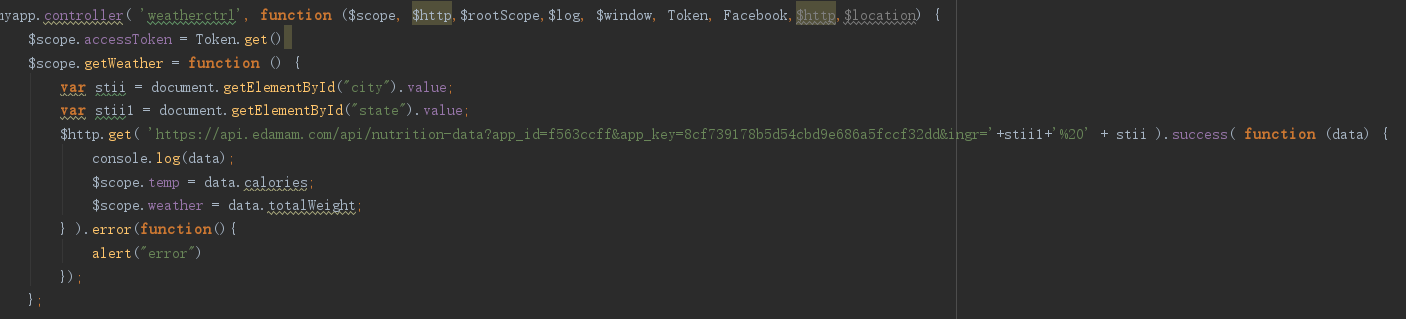 myapp.controller( 'weatherctrl', function ($scope, $http,$rootScope,$log, $window, Token, Facebook,$http,$location) {
$scope.accessToken = Token.get()
$scope.getWeather = function () {
var stii = document.getElementById("city").value;
var stii1 = document.getElementById("state").value;
$http.get( 'https://api.edamam.com/api/nutrition-data?app_id=f563ccff&app_key=8cf739178b5d54cbd9e686a5fccf32dd&ingr='+stii1+'%20' + stii ).success( function (data) {
console.log(data);
$scope.temp = data.calories;
$scope.weather = data.totalWeight;
} ).error(function(){
alert("error")
});
};